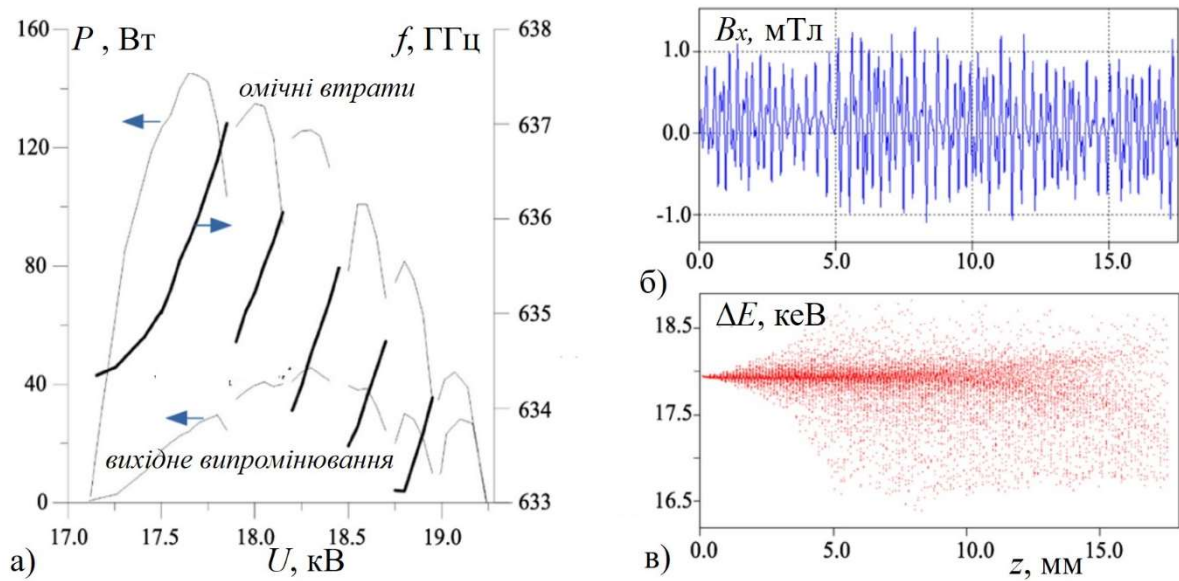 160
P , Вт
f, ГГц
638
омічні втрати
120
637
636
80
635
40
634
вихідне випромінювання
0
633
17.0
17.5
18.0
18.5
19.0
а)
U, кВ
Bx, мТл
1.0
0.0
-1.0
0.0
5.0
10.0
15.0
б)
ΔE, кеВ
18.5
17.5
16.5
0.0
5.0
10.0
15.0
в)
z, мм